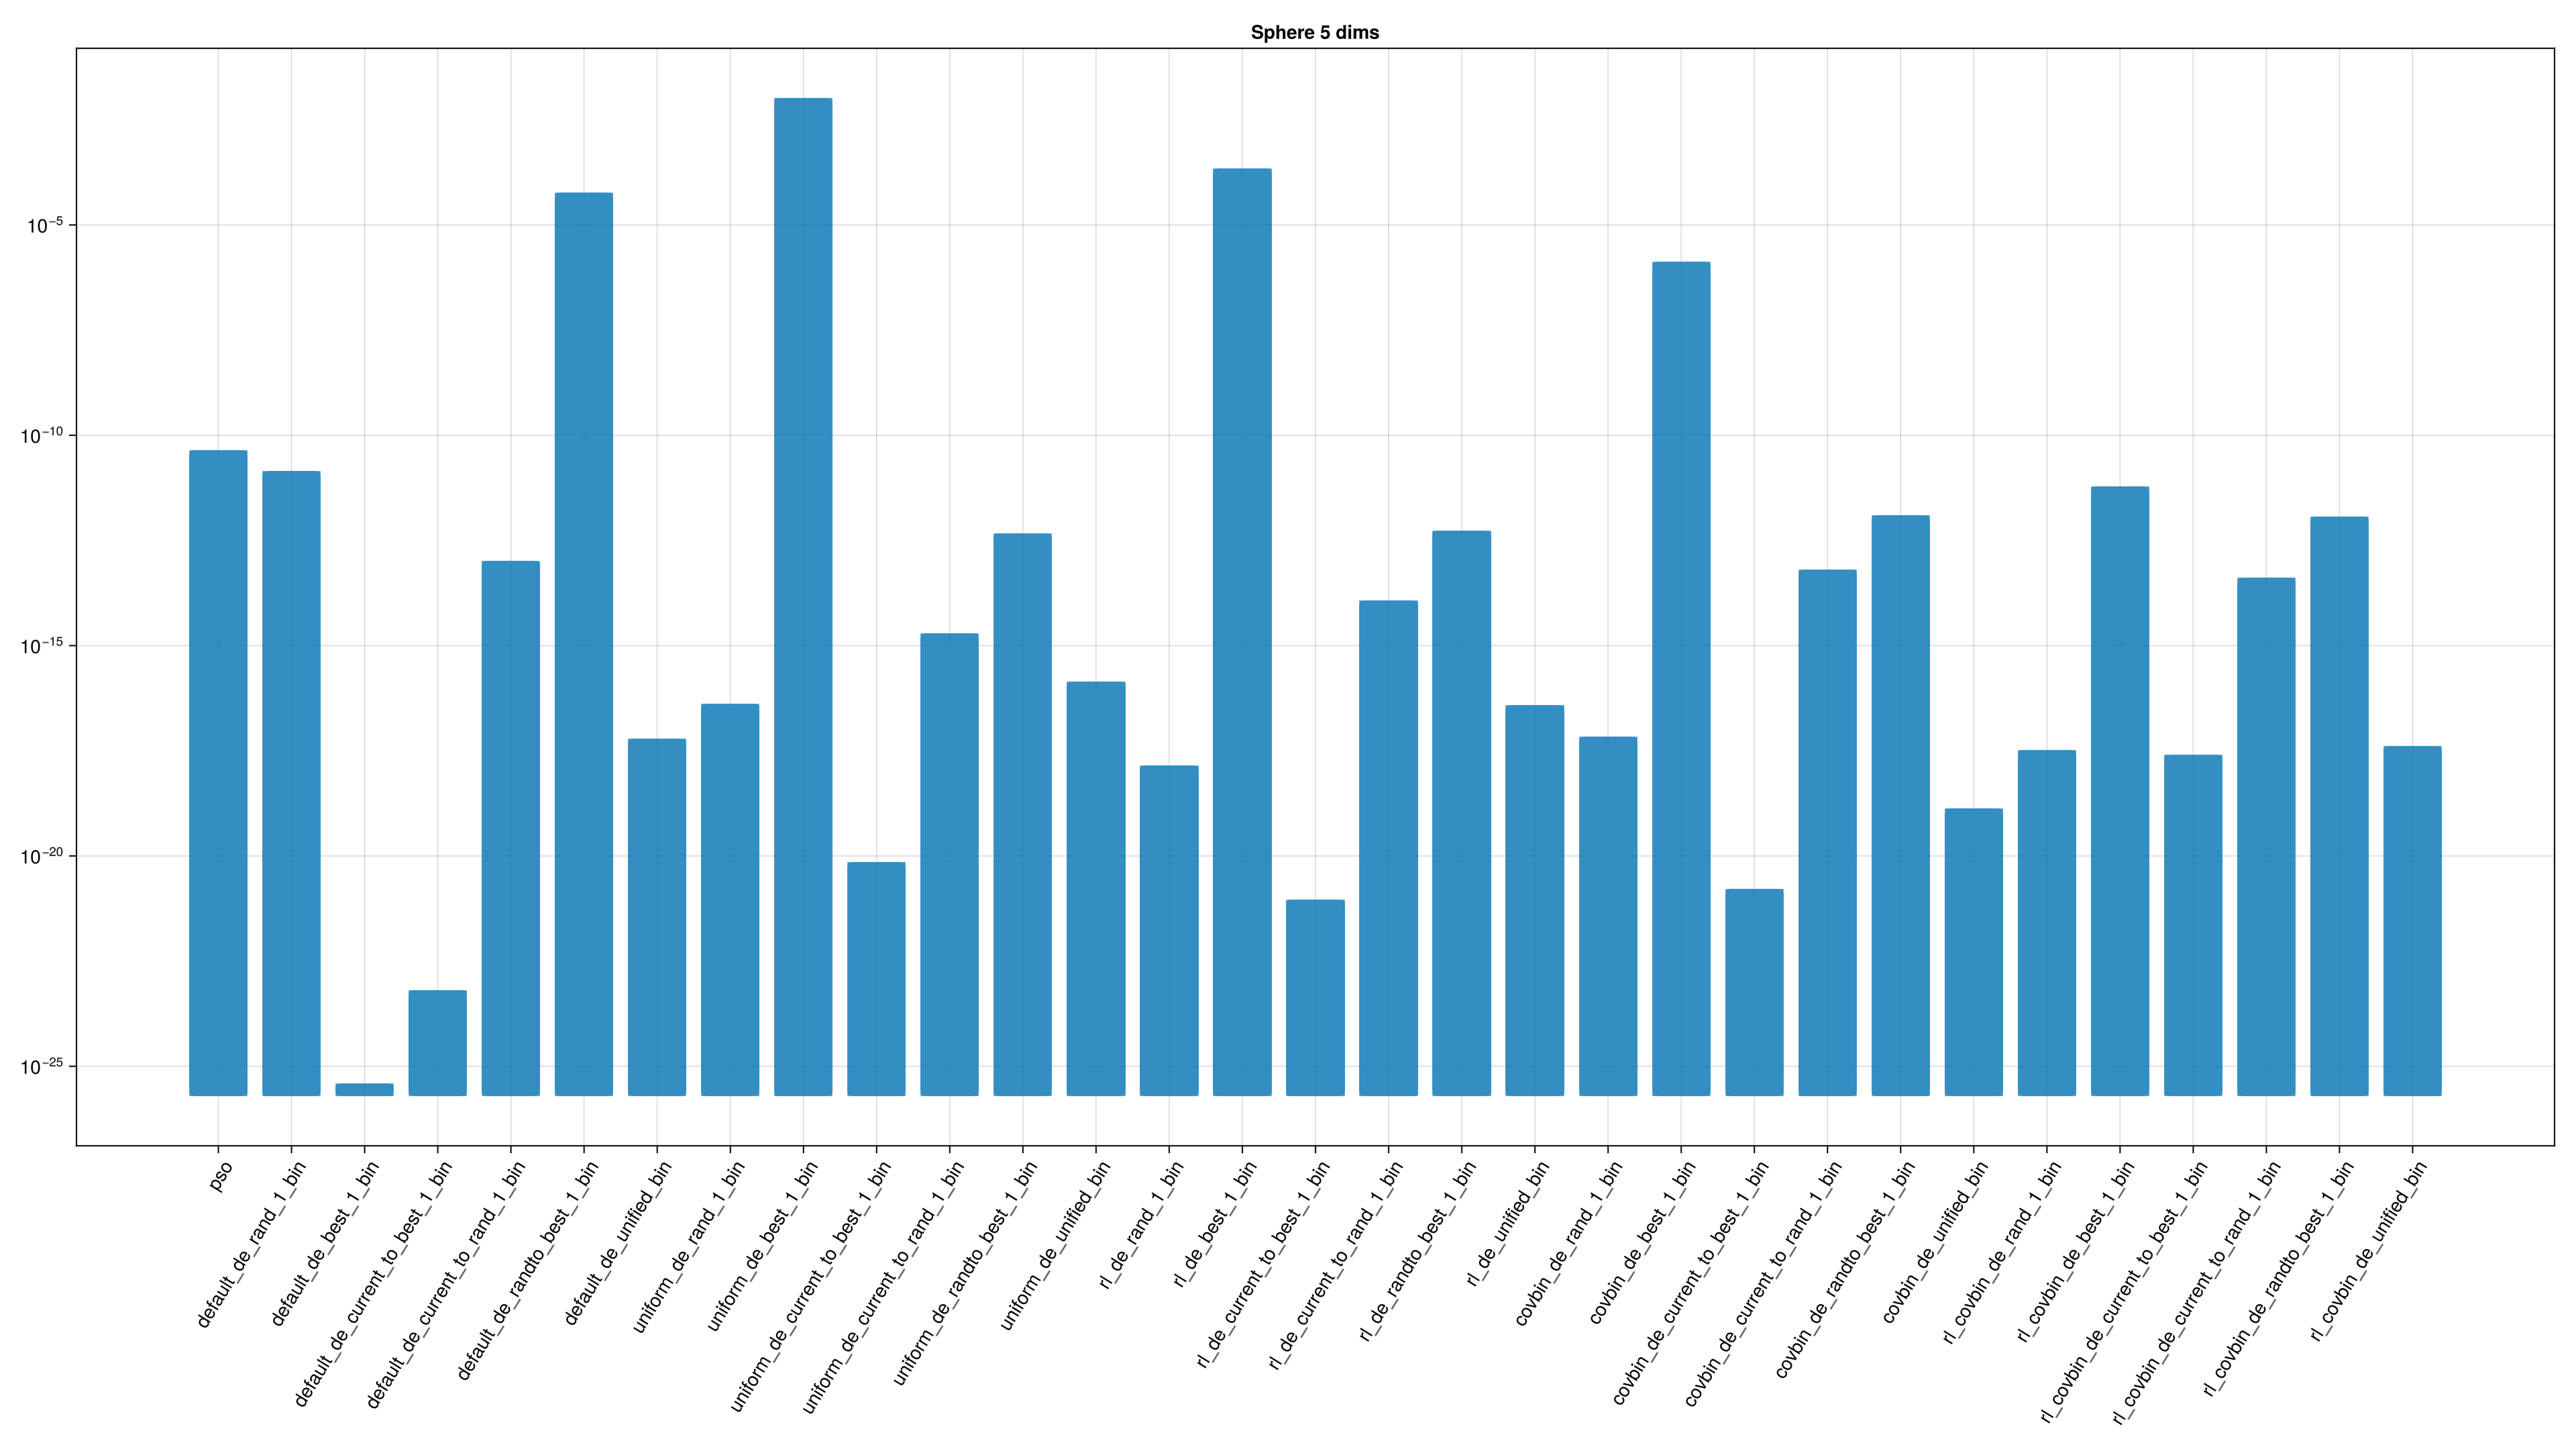 Sphere 5 dims
10⁻⁵
10⁻¹⁰
10⁻¹⁵
10⁻²⁰
10⁻²⁵
pso
default_de_rand_1_bin
default_de_best_1_bin
default_de_current_to_best_1_bin
default_de_current_to_rand_1_bin
default_de_randto_best_1_bin
default_de_unified_bin
uniform_de_rand_1_bin
uniform_de_best_1_bin
uniform_de_current_to_best_1_bin
uniform_de_current_to_rand_1_bin
uniform_de_randto_best_1_bin
uniform_de_unified_bin
rl_de_rand_1_bin
rl_de_best_1_bin
rl_de_current_to_best_1_bin
rl_de_current_to_rand_1_bin
rl_de_randto_best_1_bin
rl_de_unified_bin
covbin_de_rand_1_bin
covbin_de_best_1_bin
covbin_de_current_to_best_1_bin
covbin_de_current_to_rand_1_bin
covbin_de_randto_best_1_bin
covbin_de_unified_bin
rl_covbin_de_rand_1_bin
rl_covbin_de_best_1_bin
rl_covbin_de_current_to_best_1_bin
rl_covbin_de_current_to_rand_1_bin
rl_covbin_de_randto_best_1_bin
rl_covbin_de_unified_bin